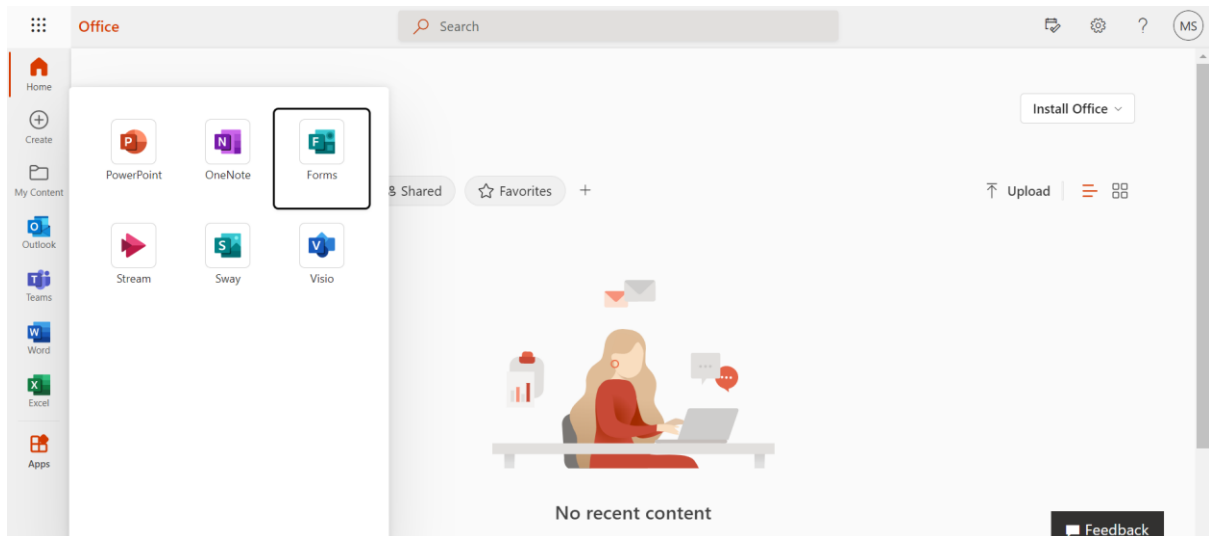 Office
Search
?
MS
Home
Create
My Content
Outlook
Teams
Word
Excel
Apps
P
PowerPoint
N
OneNote
F
Forms
Stream
S
Sway
V
Visio
Install Office
Shared
Favorites
+
Upload
No recent content
Feedback